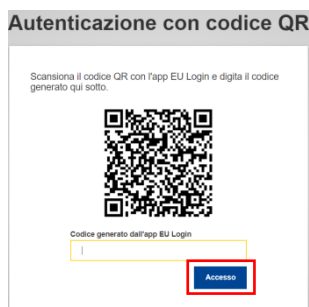 Autenticazione con codice QR
Scansiona il codice QR con l'app EU Login e digita il codice
generato qui sotto.
Codice generato dall'app EU Login
Accesso